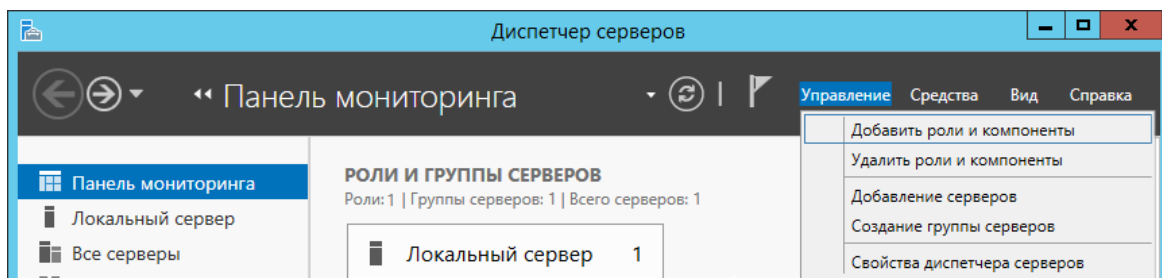 Диспетчер серверов
Панель мониторинга
Управление Средства Вид Справка
Добавить роли и компоненты
Удалить роли и компоненты
Добавление серверов
Создание группы серверов
Свойства диспетчера серверов
Панель мониторинга
Локальный сервер
Все серверы
РОЛИ И ГРУППЫ СЕРВЕРОВ
Роли: 1 | Группы серверов: 1 | Всего серверов: 1
Локальный сервер 1